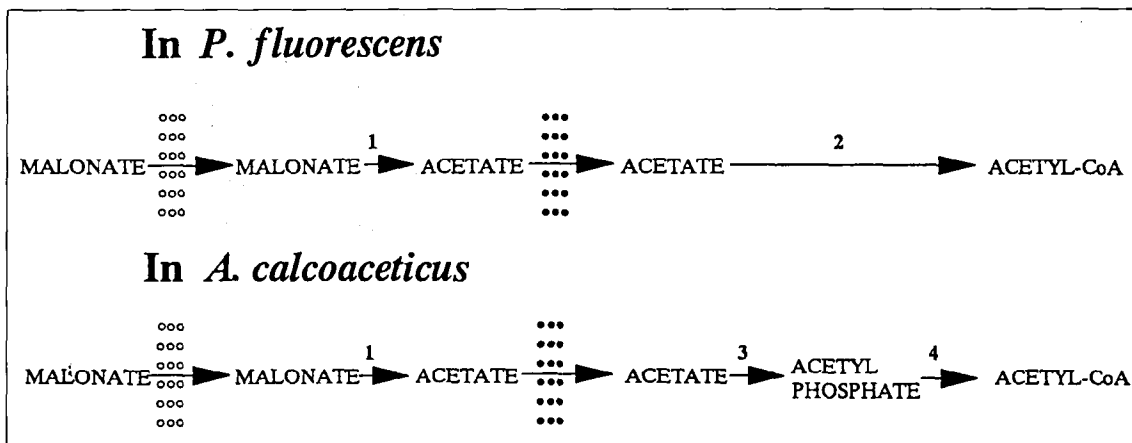 In P. fluorescens
1
2
MALONATE MALONATE ACETATE ACETATE ACETYL-CoA
In A. calcoaceticus
1
3
4
MALONATE MALONATE ACETATE ACETATE ACETYL PHOSPHATE ACETYL-CoA